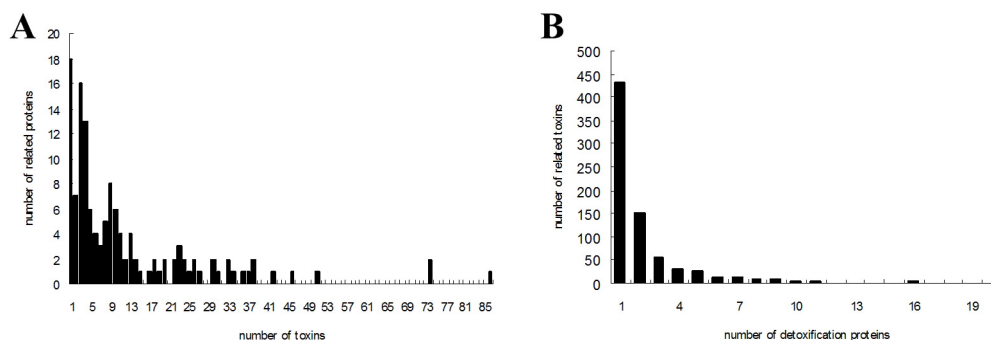 A
number of related proteins
20
18
16
14
12
10
8
6
4
2
0
1 5 9 13 17 21 25 29 33 37 41 45 49 53 57 61 65 69 73 77 81 85
number of toxins
B
number of related toxins
500
450
400
350
300
250
200
150
100
50
0
1 4 7 10 13 16 19
number of detoxification proteins